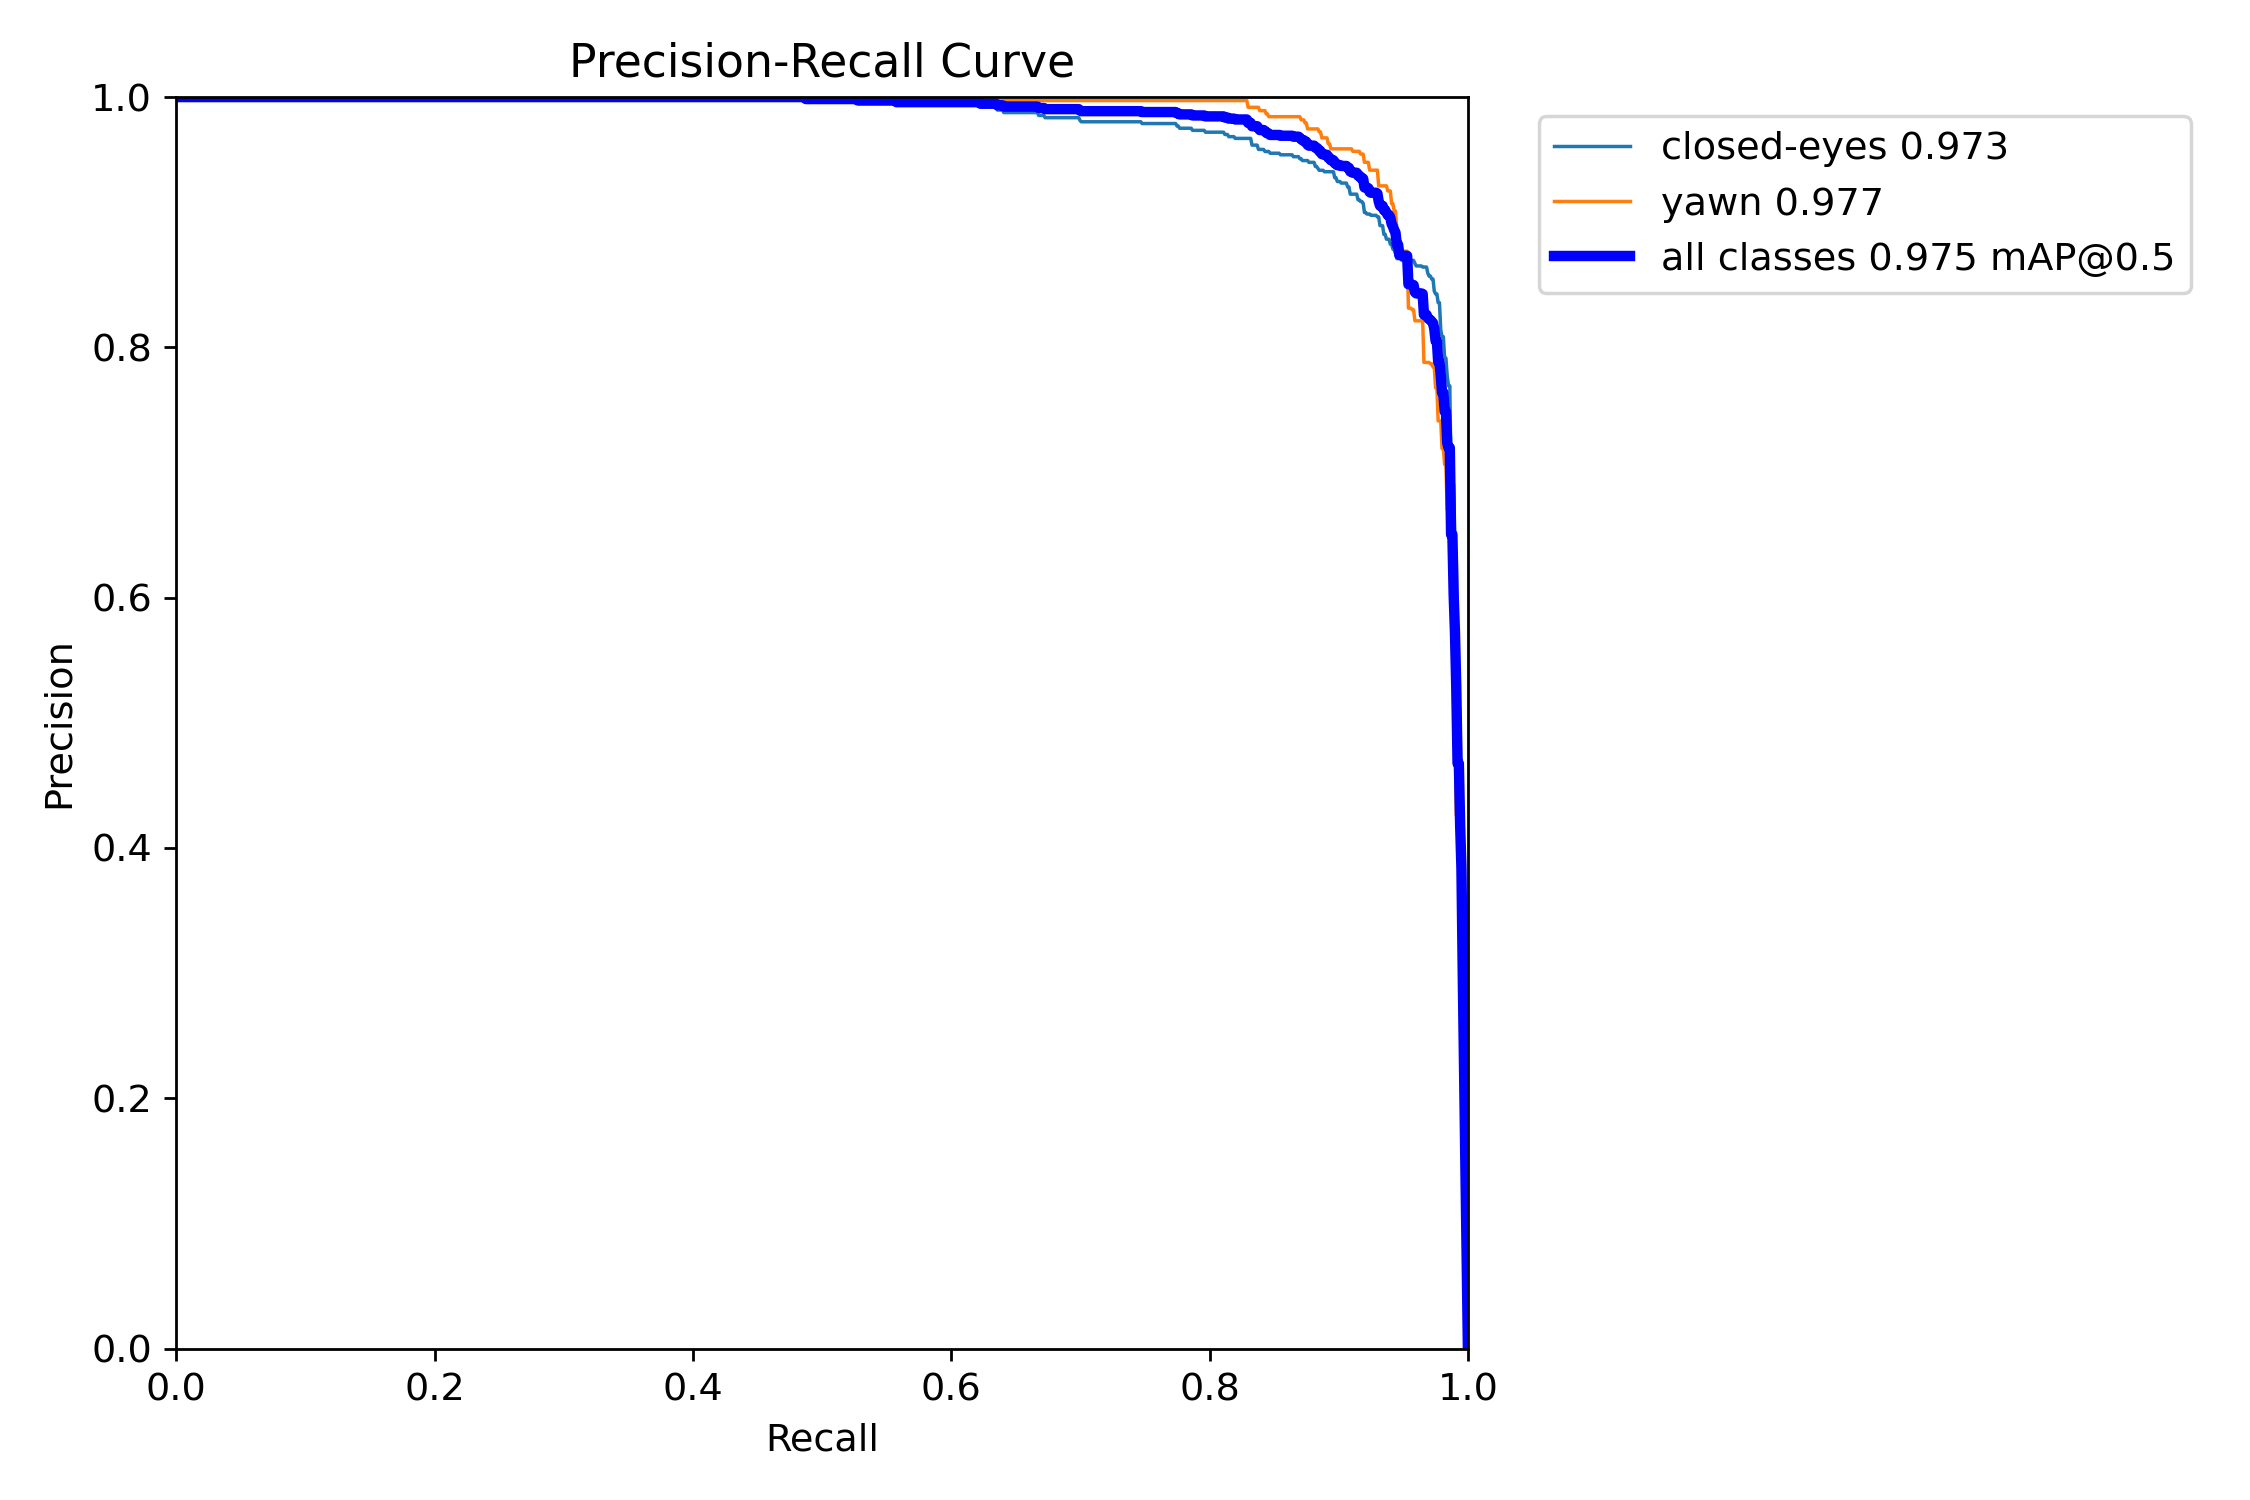 Precision-Recall Curve
1.0
0.8
0.6
0.4
0.2
0.0
Precision
0.0 0.2 0.4 0.6 0.8 1.0
Recall
closed-eyes 0.973
yawn 0.977
all classes 0.975 mAP@0.5